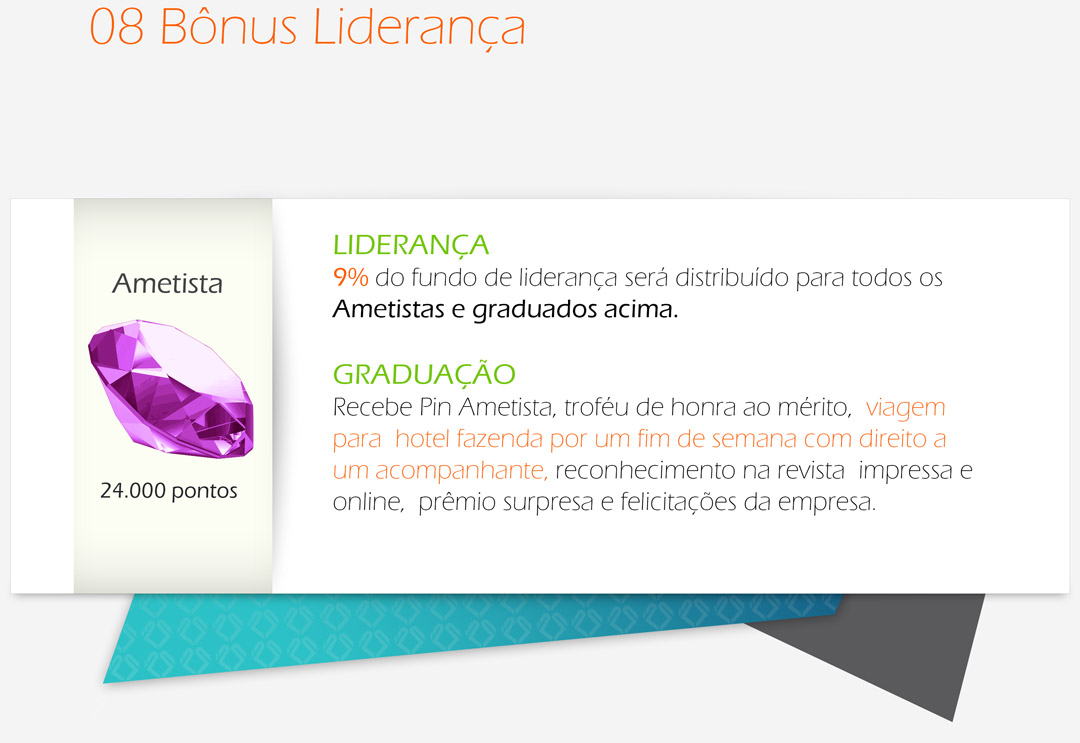 08 Bônus Liderança
Ametista
24.000 pontos
LIDERANÇA
9% do fundo de liderança será distribuído para todos os
Ametistas e graduados acima.
GRADUAÇÃO
Recebe Pin Ametista, troféu de honra ao mérito, viagem
para hotel fazenda por um fim de semana com direito a
um acompanhante, reconhecimento na revista impressa e
online, prêmio surpresa e felicitações da empresa.